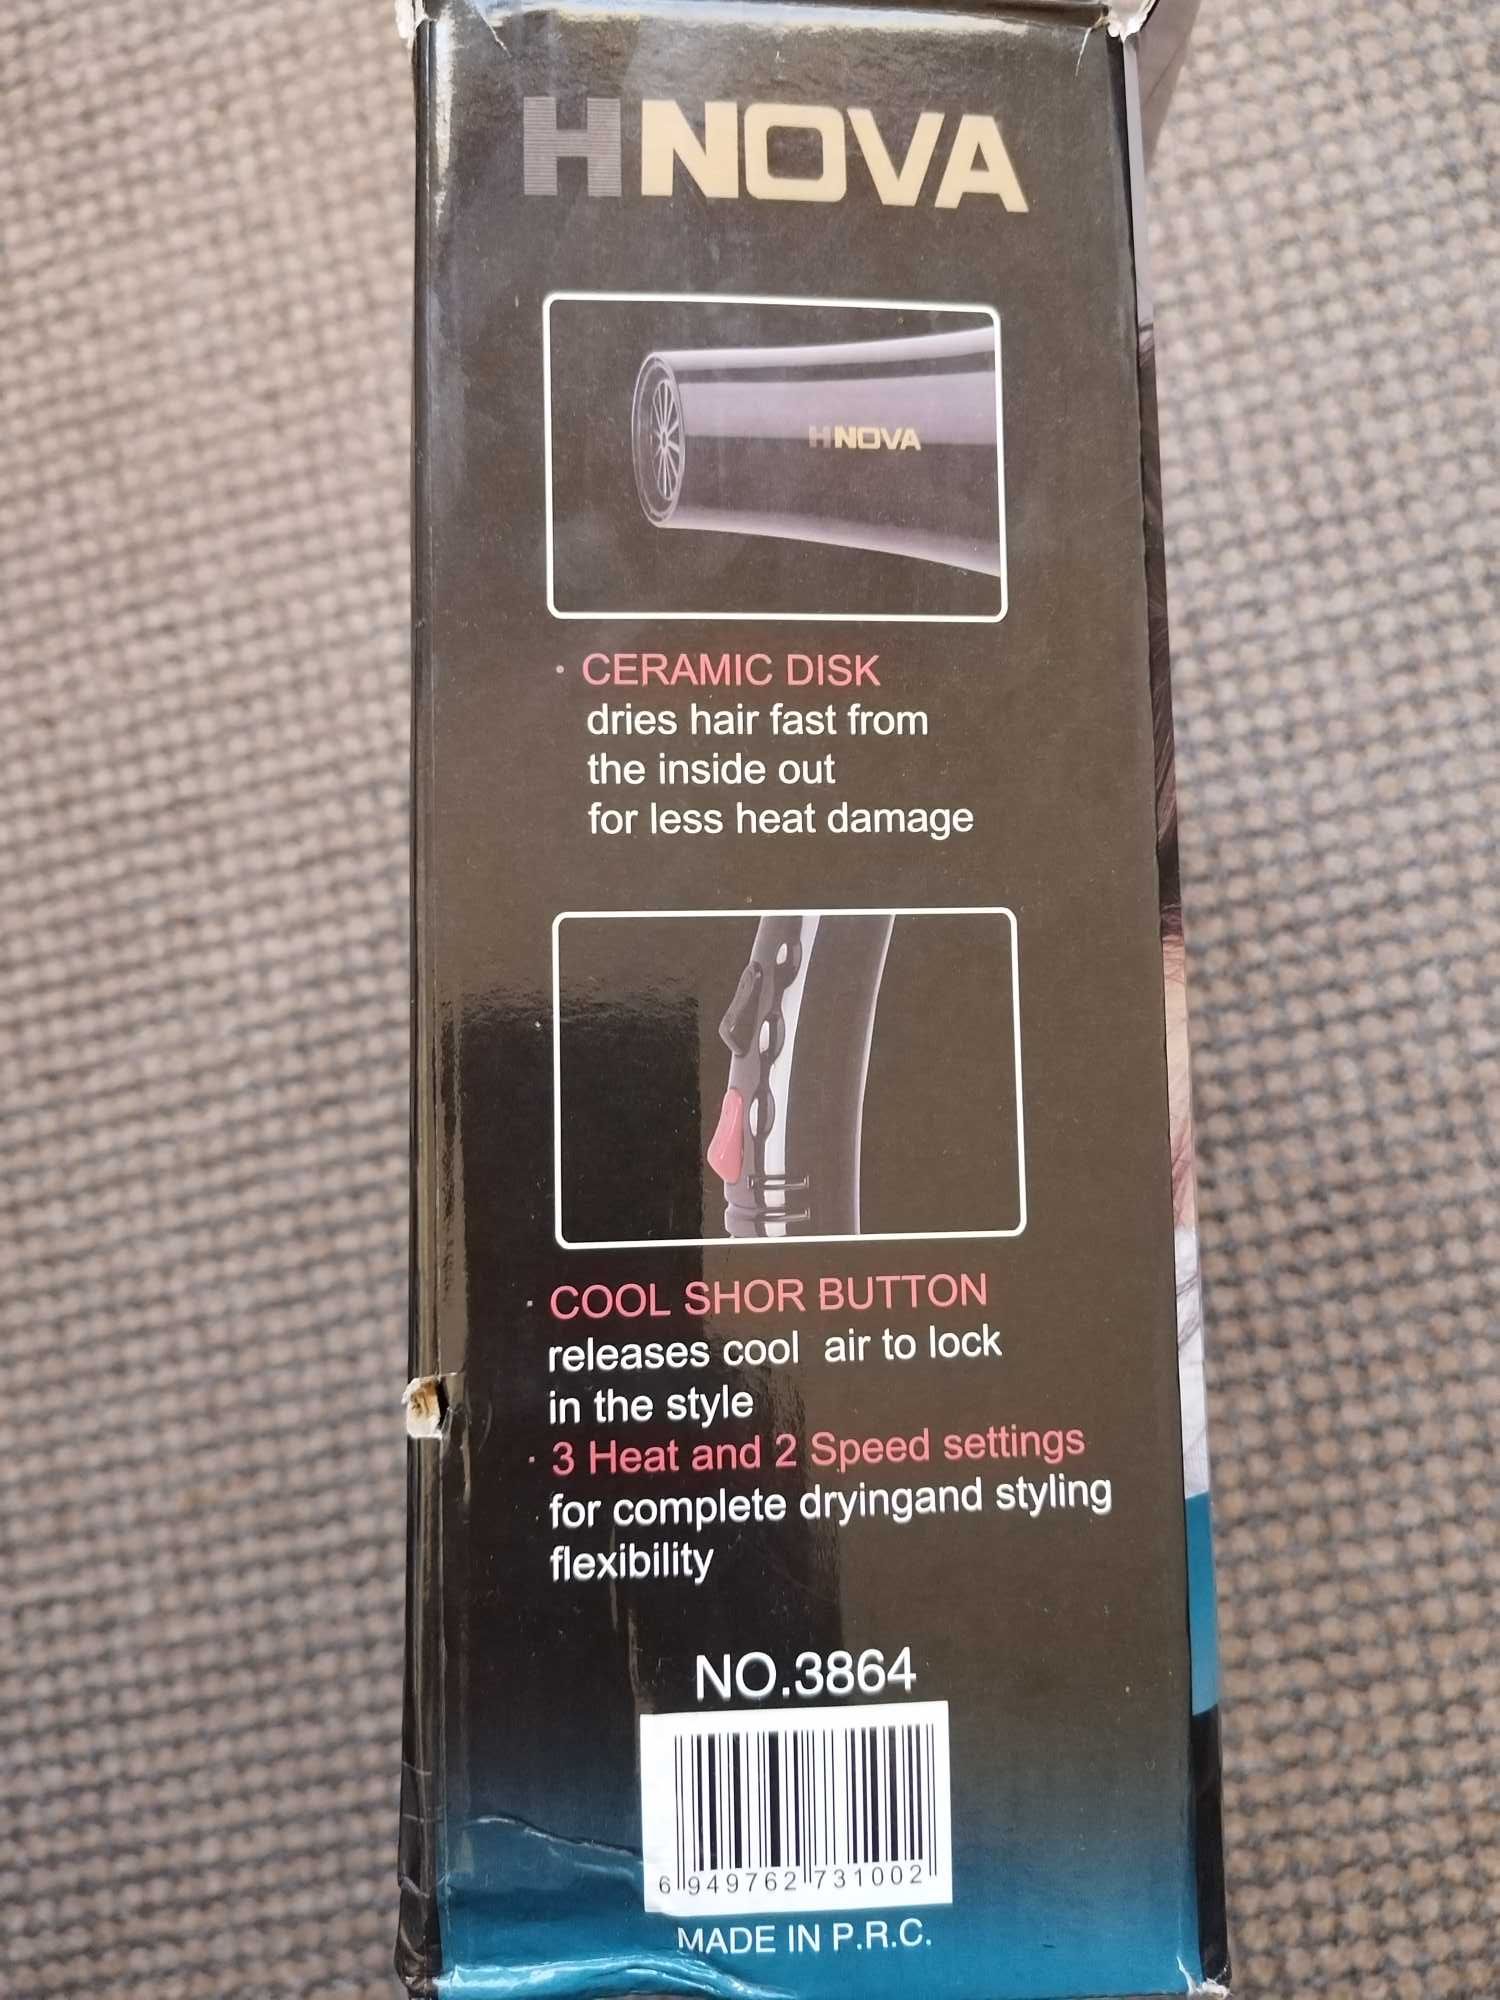 HNOVA
HNOVA
· CERAMIC DISK
dries hair fast from
the inside out
for less heat damage
· COOL SHOR BUTTON
releases cool air to lock
in the style
· 3 Heat and 2 Speed settings
for complete dryingand styling
flexibility
NO.3864
6 949762 731002
MADE IN P.R.C.